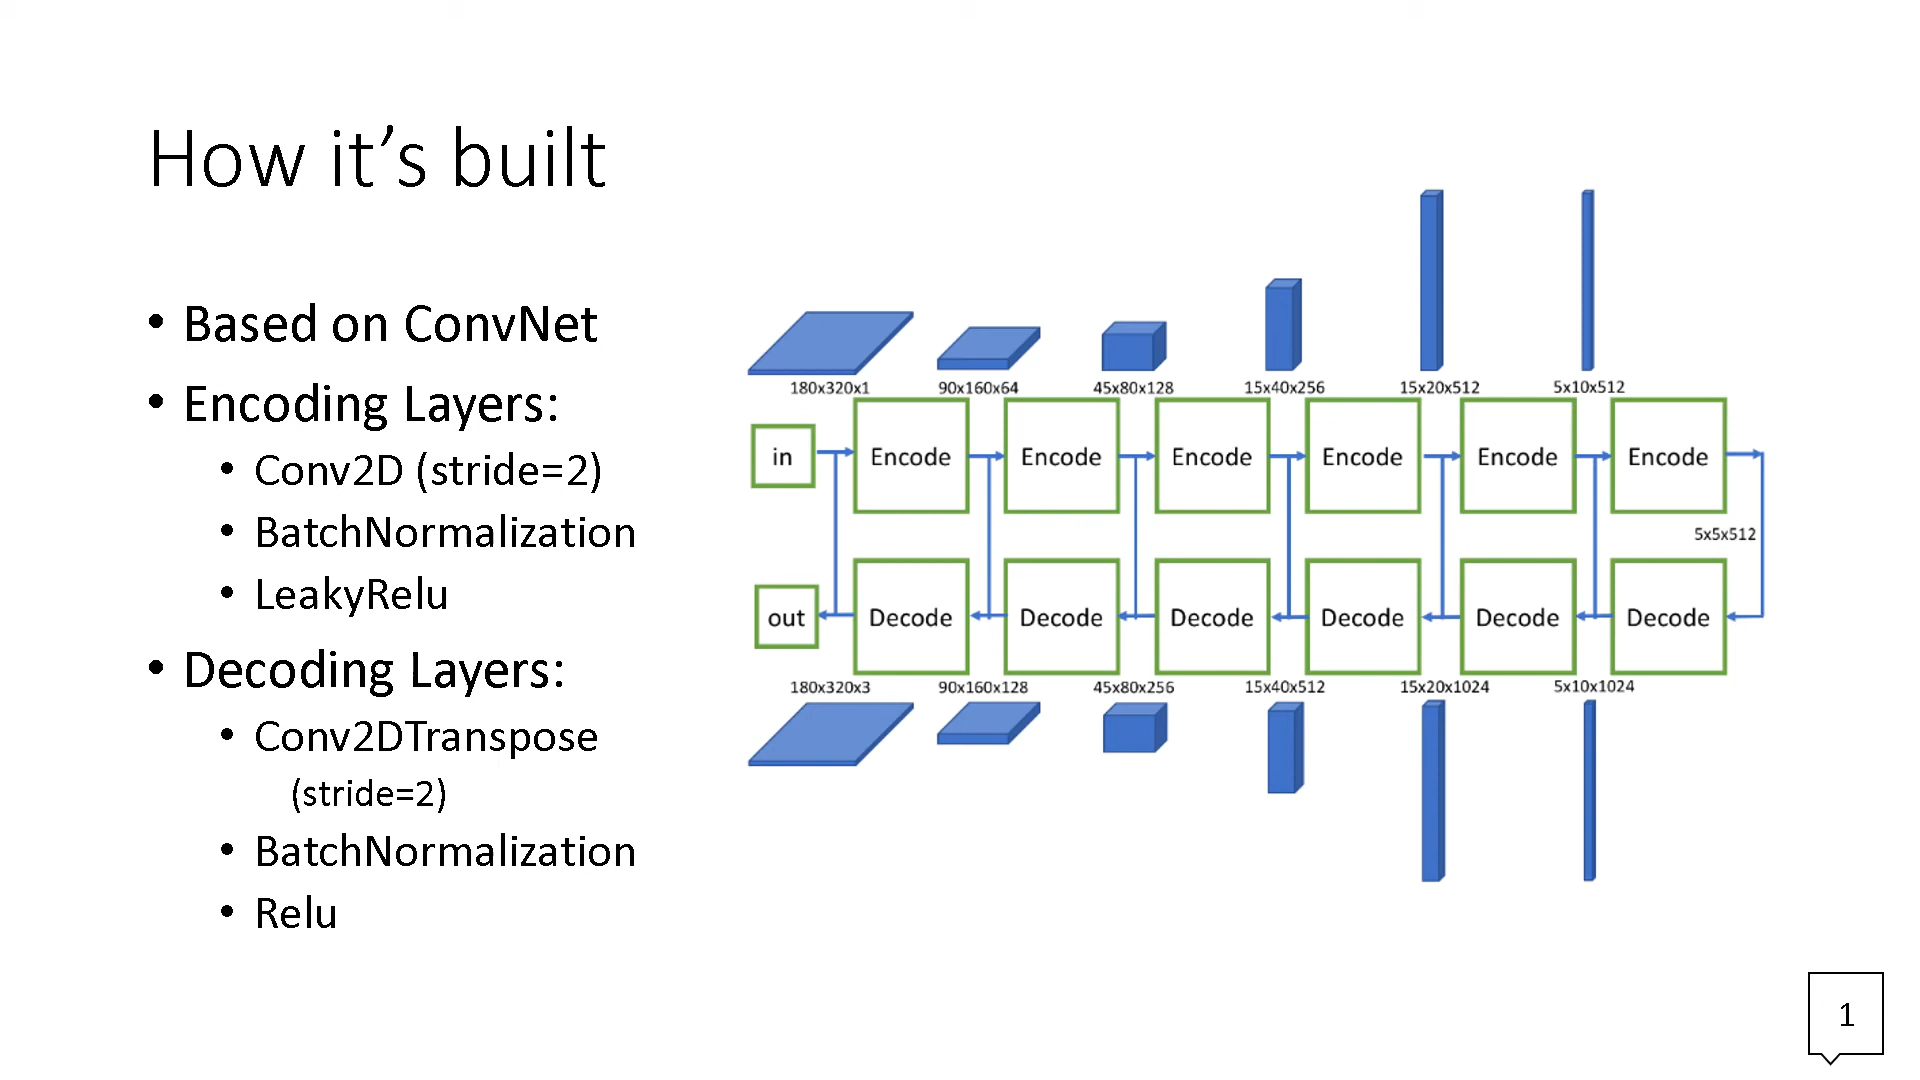 How it’s built
• Based on ConvNet
• Encoding Layers:
• Conv2D (stride=2)
• BatchNormalization
• LeakyRelu
• Decoding Layers:
• Conv2DTranspose
(stride=2)
• BatchNormalization
• Relu
180x320x1 90x160x64 45x80x128 15x40x256 15x20x512 5x10x512
in Encode Encode Encode Encode Encode Encode
5x5x512
out Decode Decode Decode Decode Decode Decode
180x320x3 90x160x128 45x80x256 15x40x512 15x20x1024 5x10x1024
1